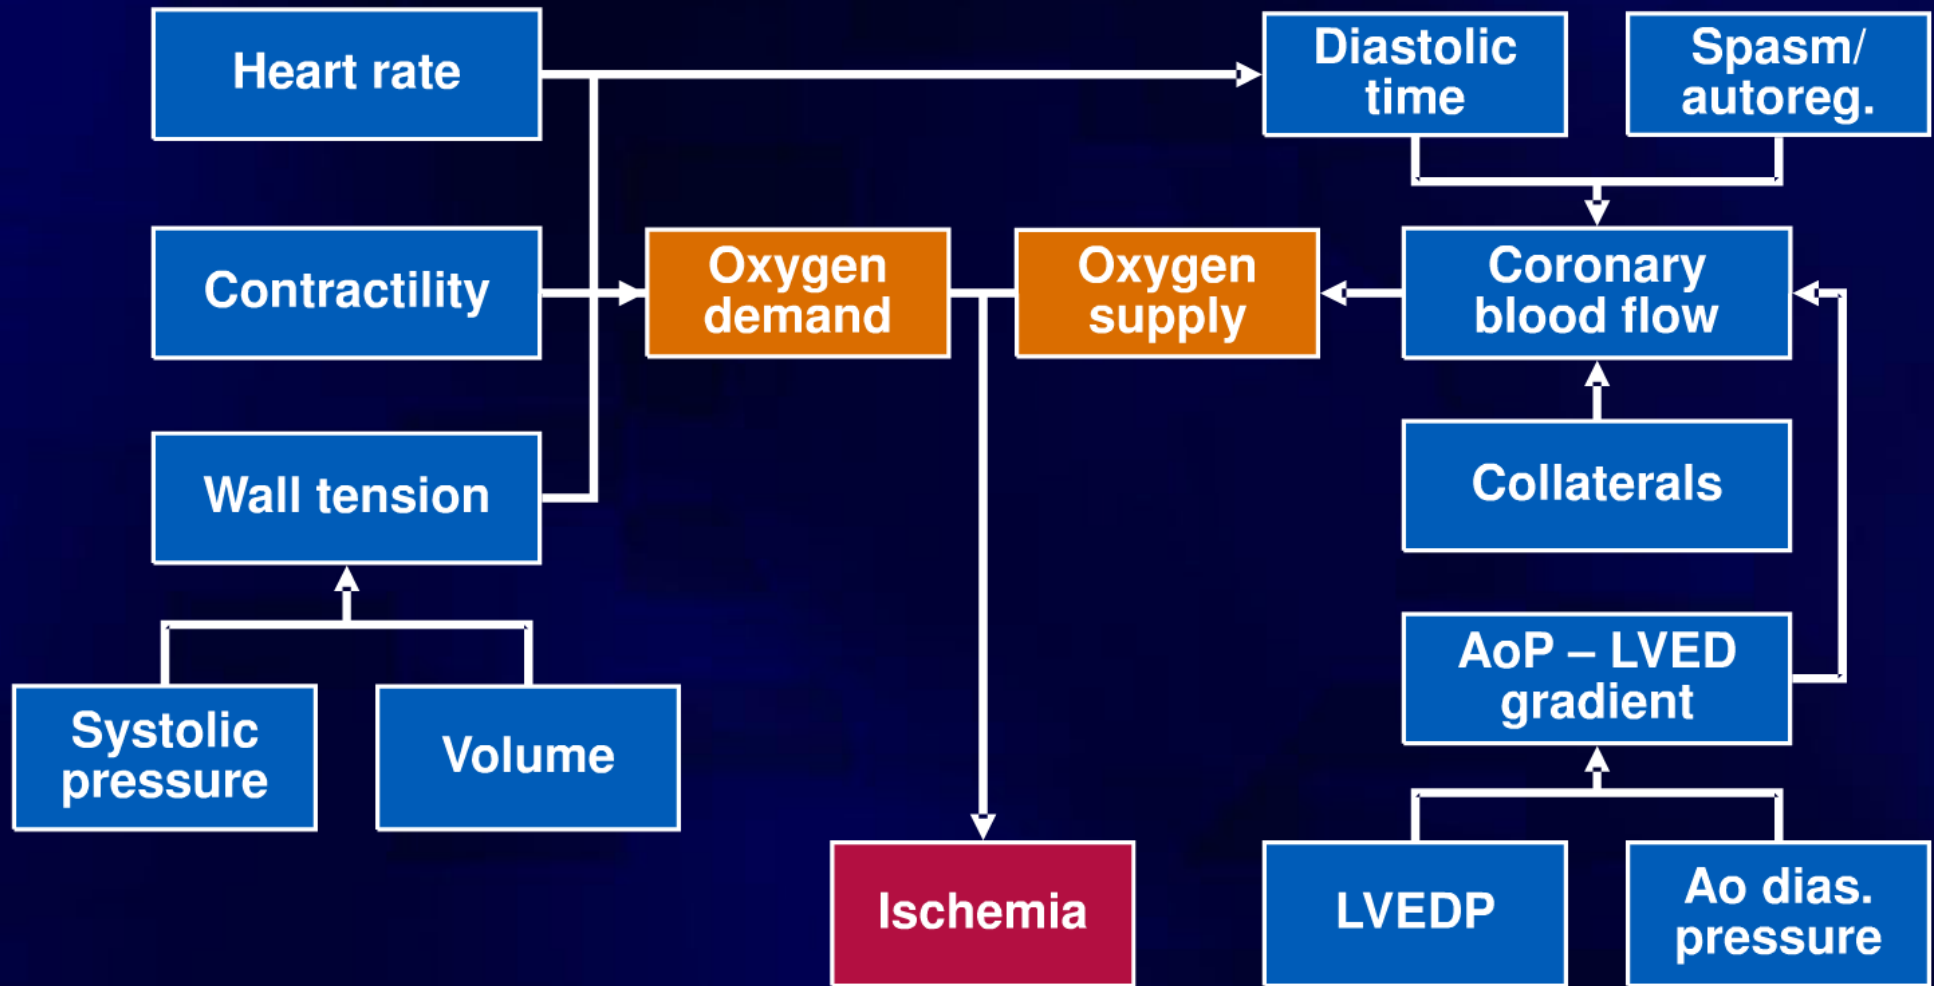 Heart rate
Diastolic
time
Spasm/
autoreg.
Contractility
Oxygen
demand
Oxygen
supply
Coronary
blood flow
Wall tension
Collaterals
Systolic
pressure
Volume
AoP – LVED
gradient
Ischemia
LVEDP
Ao dias.
pressure